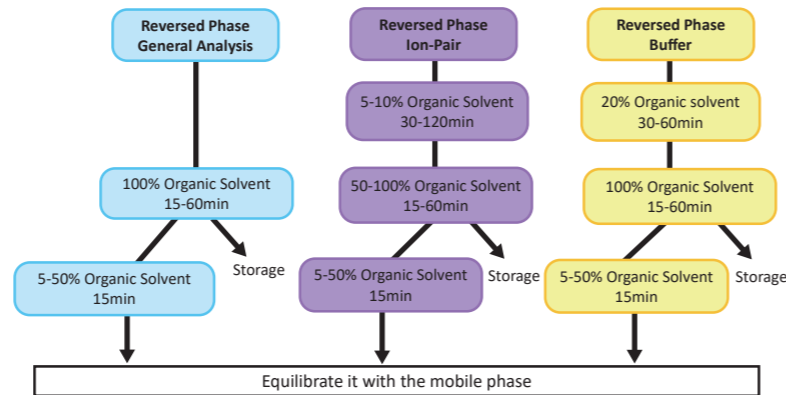 Reversed Phase
General Analysis
Reversed Phase
Ion-Pair
Reversed Phase
Buffer
5-10% Organic Solvent
30-120min
20% Organic solvent
30-60min
100% Organic Solvent
15-60min
50-100% Organic Solvent
15-60min
100% Organic Solvent
15-60min
Storage
Storage
Storage
5-50% Organic Solvent
15min
5-50% Organic Solvent
15min
5-50% Organic Solvent
15min
Equilibrate it with the mobile phase